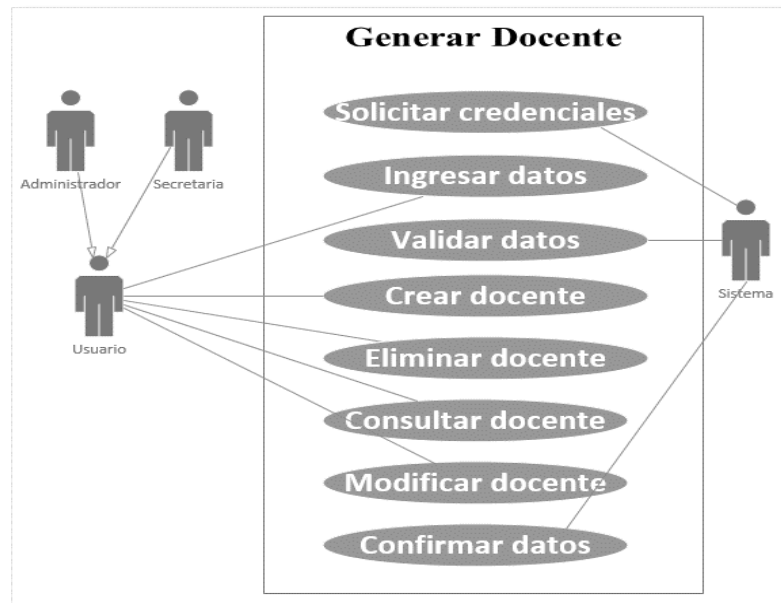 Generar Docente
Solicitar credenciales
Administrador
Secretaria
Ingresar datos
Validar datos
Sistema
Crear docente
Usuario
Eliminar docente
Consultar docente
Modificar docente
Confirmar datos